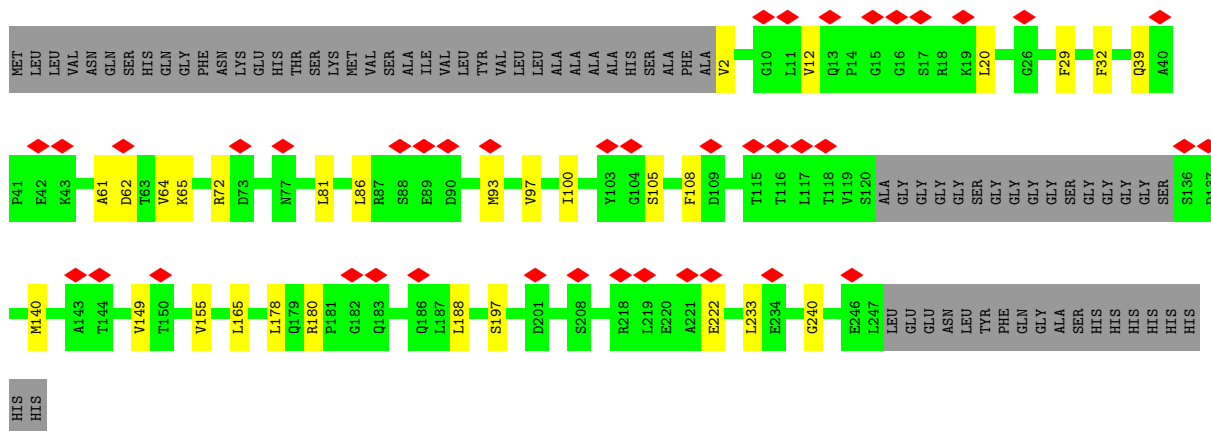 MET LEU LEU VAL ASN GLN SER HIS GLN GLY PHE ASN LYS GLU HIS THR SER LYS MET VAL SER ALA ILE VAL LEU TYR VAL LEU LEU ALA ALA ALA ALA HIS SER ALA PHE ALA V2 G10 L11 V12 Q13 P14 G15 G16 S17 R18 K19 L20 G26 F29 F32 Q39 A40
P41 E42 K43 A61 D62 T63 V64 K65 R72 D73 N77 L81 L86 R87 S88 E89 D90 M93 V97 I100 Y103 G104 S105 F108 D109 T115 T116 L117 T118 V119 S120 ALA GLY GLY GLY GLY SER GLY GLY GLY GLY SER GLY GLY GLY GLY SER S136 D137
M140 A143 T144 V149 T150 V155 L165 L178 Q179 R180 P181 G182 Q183 Q186 L187 L188 S197 D201 S208 R218 L219 E220 A221 E222 L233 E234 G240 E246 L247 LEU GLU GLU ASN LEU TYR PHE GLN GLY ALA SER HIS HIS HIS HIS HIS HIS
HIS HIS